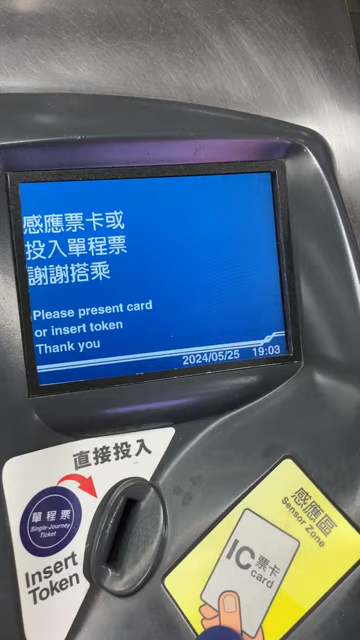 感應票卡或
投入單程票
謝謝搭乘
Please present card
or insert token
Thank you
2024/05/25 19:03
直接投入
單程票
Single-Journey
Ticket
Insert
Token
感應區
Sensor Zone
IC票卡
card